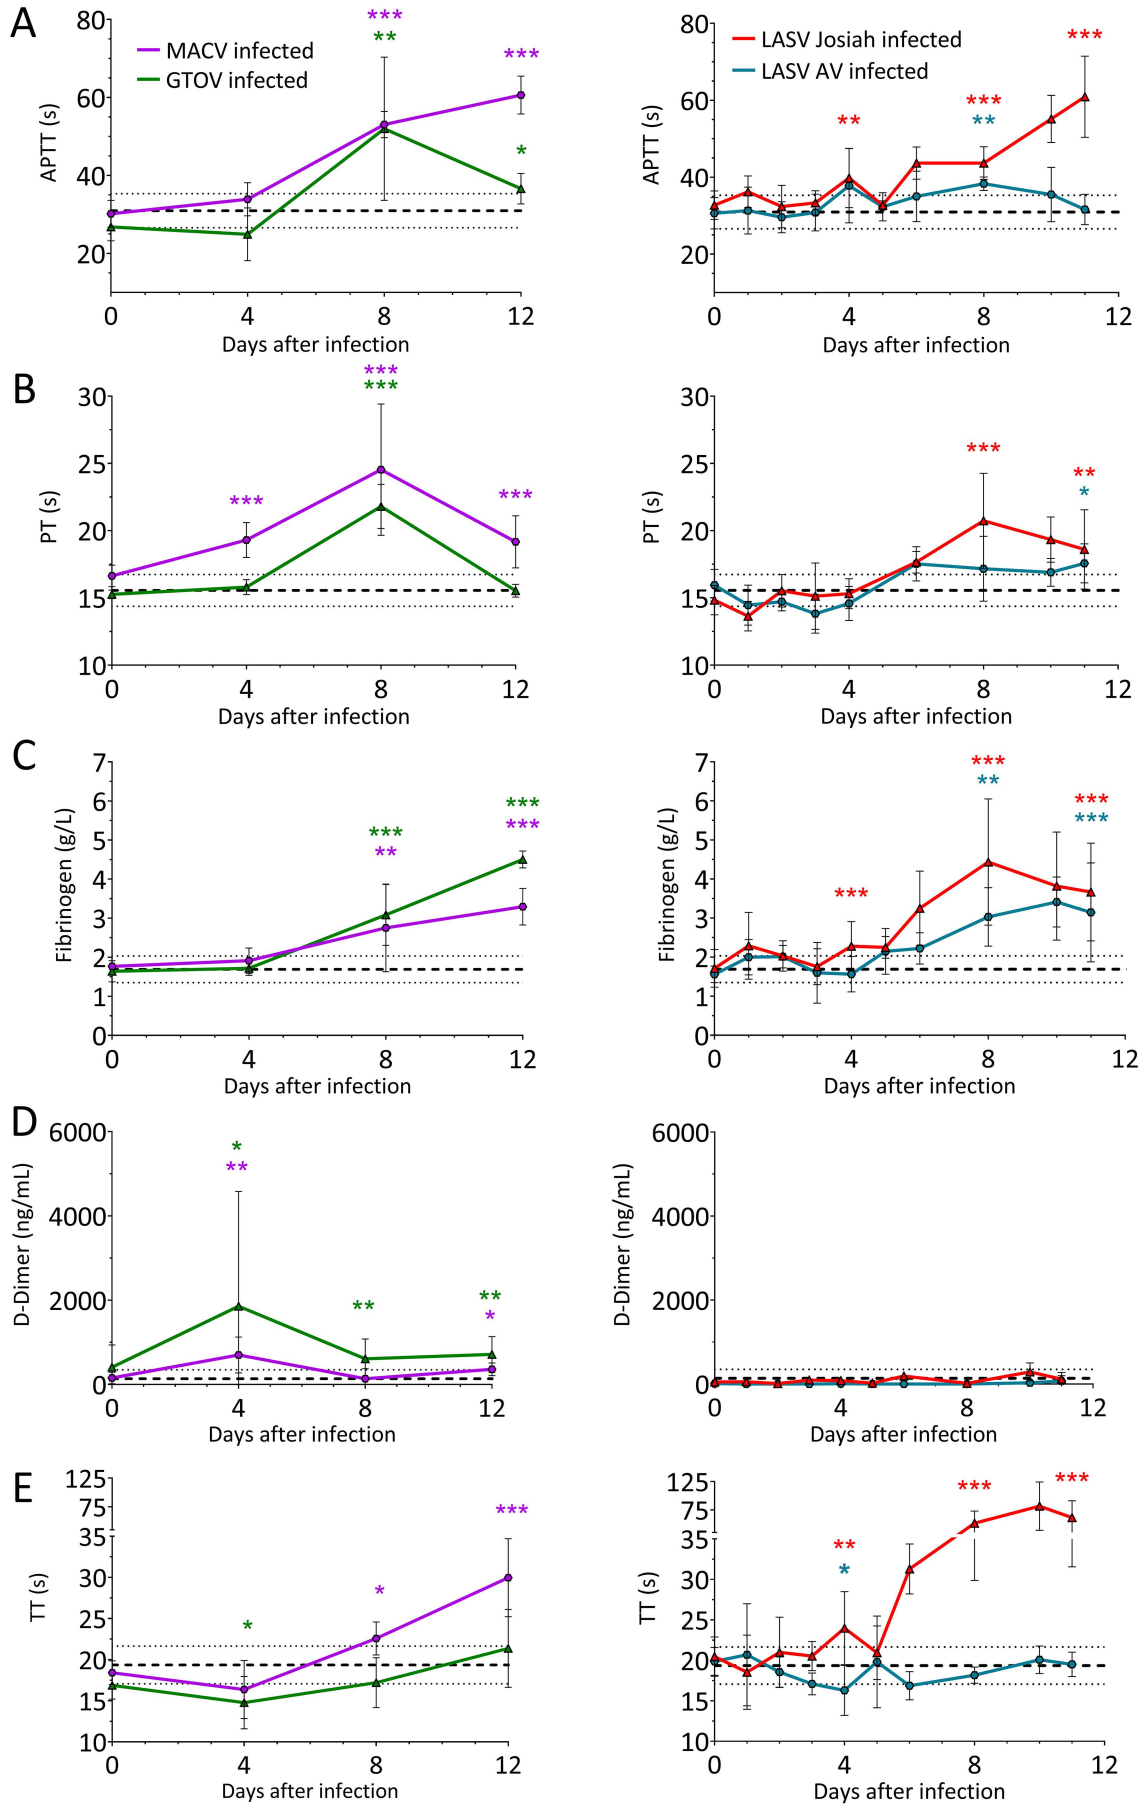 A
APTT (s)
80
60
40
20
MACV infected
GTOV infected
***
**
***
*
0 4 8 12
Days after infection
APTT (s)
80
60
40
20
LASV Josiah infected
LASV AV infected
**
***
**
***
0 4 8 12
Days after infection
B
PT (s)
30
25
20
15
10
***
***
***
***
0 4 8 12
Days after infection
PT (s)
30
25
20
15
10
***
**
*
0 4 8 12
Days after infection
C
Fibrinogen (g/L)
7
6
5
4
3
2
1
0
***
**
***
***
0 4 8 12
Days after infection
Fibrinogen (g/L)
7
6
5
4
3
2
1
0
***
***
**
***
***
0 4 8 12
Days after infection
D
D-Dimer (ng/mL)
6000
4000
2000
0
*
**
**
**
*
0 4 8 12
Days after infection
D-Dimer (ng/mL)
6000
4000
2000
0
0 4 8 12
Days after infection
E
TT (s)
125
75
35
30
25
20
15
10
*
*
***
0 4 8 12
Days after infection
TT (s)
125
75
35
30
25
20
15
10
**
*
***
***
0 4 8 12
Days after infection